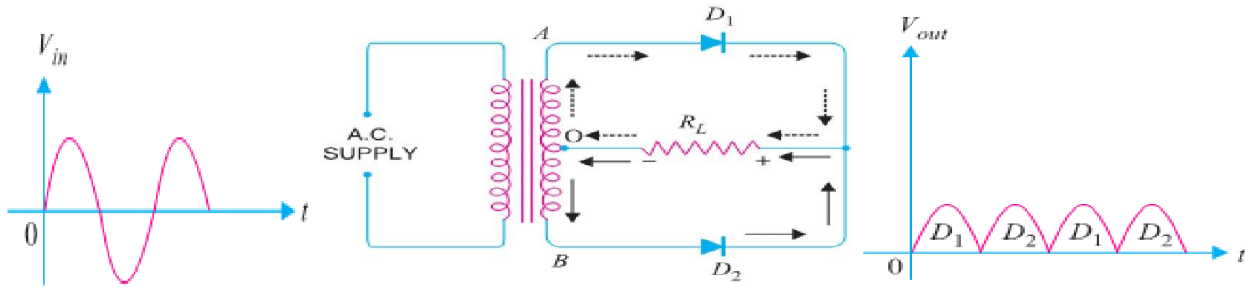 V_in
t
0
A.C.
SUPPLY
A
D_1
O
R_L
−
+
B
D_2
V_out
D_1 D_2 D_1 D_2
0
t